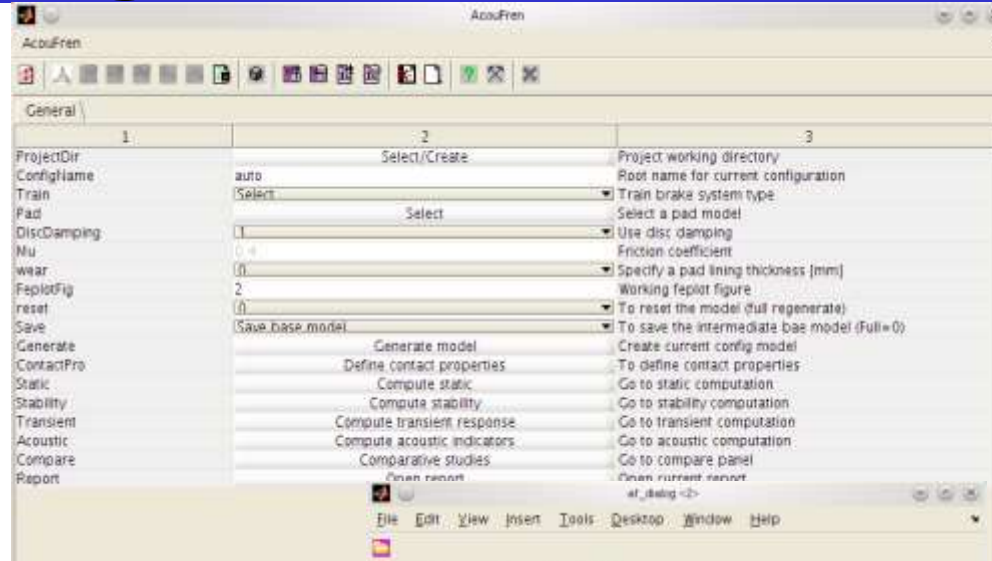 AcouFren
AcouFren
General
1 2 3
ProjectDir Select/Create Project working directory
ConfigName auto Root name for current configuration
Train Select Train brake system type
Pad Select Select a pad model
DiscDamping 1 Use disc damping
Mu 0.4 Friction coefficient
wear 0 Specify a pad lining thickness [mm]
FeplotFig 2 Working feplot figure
reset 0 To reset the model (full regenerate)
Save Save base model To save the intermediate bae model (Full=0)
Generate Generate model Create current config model
ContactPro Define contact properties To define contact properties
Static Compute static Go to static computation
Stability Compute stability Go to stability computation
Transient Compute transient response Go to transient computation
Acoustic Compute acoustic indicators Go to acoustic computation
Compare Comparative studies Go to compare panel
Report Open report Open current report
af_dialog <2>
File Edit View Insert Tools Desktop Window Help